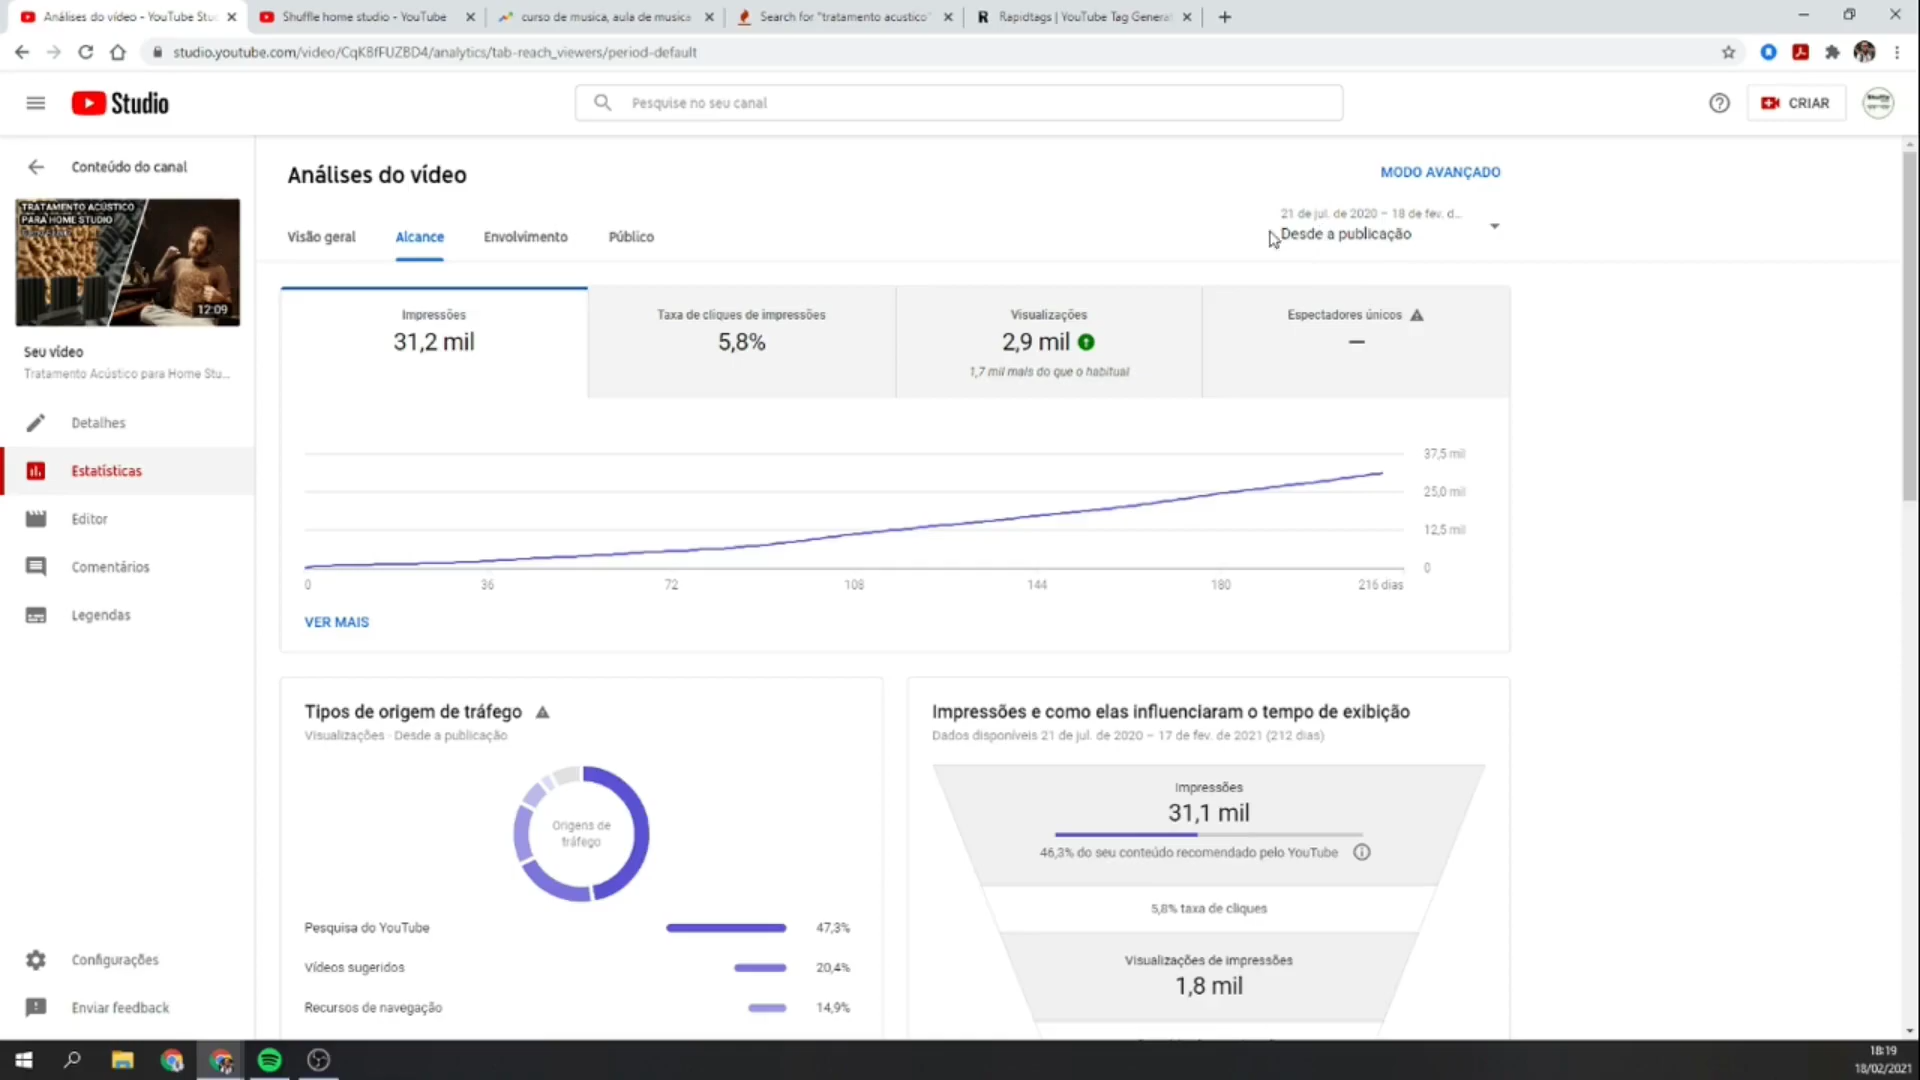 Análises do vídeo - YouTube Stu
Shuffle home studio - YouTube
curso de musica, aula de musica
Search for "tratamento acustico"
Rapidtags | YouTube Tag Genera
studio.youtube.com/video/CqK8fFUZBD4/analytics/tab-reach_viewers/period-default
Studio
Pesquise no seu canal
CRIAR
Conteúdo do canal
TRATAMENTO ACÚSTICO
PARA HOME STUDIO
12:09
Seu vídeo
Tratamento Acústico para Home Stu...
Detalhes
Estatísticas
Editor
Comentários
Legendas
Configurações
Enviar feedback
Análises do vídeo
MODO AVANÇADO
21 de jul. de 2020 – 18 de fev. d...
Desde a publicação
Visão geral
Alcance
Envolvimento
Público
Impressões
31,2 mil
Taxa de cliques de impressões
5,8%
Visualizações
2,9 mil
1,7 mil mais do que o habitual
Espectadores únicos
—
37,5 mil
25,0 mil
12,5 mil
0
0 36 72 108 144 180 216 dias
VER MAIS
Tipos de origem de tráfego
Visualizações · Desde a publicação
Origens de
tráfego
Pesquisa do YouTube 47,3%
Vídeos sugeridos 20,4%
Recursos de navegação 14,9%
Impressões e como elas influenciaram o tempo de exibição
Dados disponíveis 21 de jul. de 2020 – 17 de fev. de 2021 (212 dias)
Impressões
31,1 mil
46,3% do seu conteúdo recomendado pelo YouTube
5,8% taxa de cliques
Visualizações de impressões
1,8 mil
18:19
18/02/2021